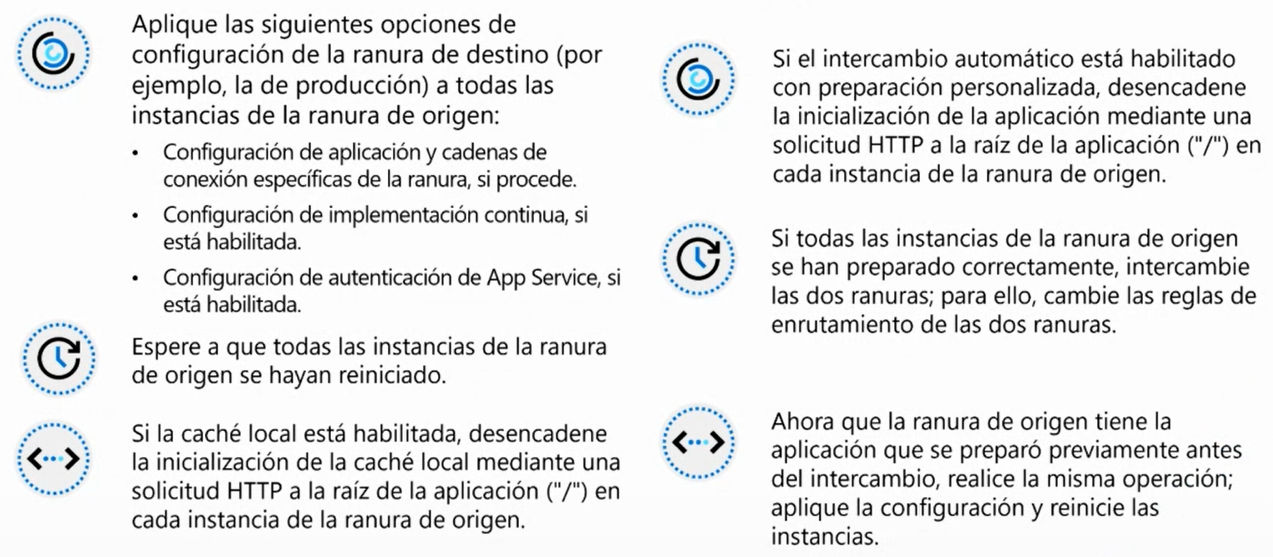 Aplique las siguientes opciones de
configuración de la ranura de destino (por
ejemplo, la de producción) a todas las
instancias de la ranura de origen:
• Configuración de aplicación y cadenas de
conexión específicas de la ranura, si procede.
• Configuración de implementación continua, si
está habilitada.
• Configuración de autenticación de App Service, si
está habilitada.
Espere a que todas las instancias de la ranura
de origen se hayan reiniciado.
Si la caché local está habilitada, desencadene
la inicialización de la caché local mediante una
solicitud HTTP a la raíz de la aplicación ("/") en
cada instancia de la ranura de origen.
Si el intercambio automático está habilitado
con preparación personalizada, desencadene
la inicialización de la aplicación mediante una
solicitud HTTP a la raíz de la aplicación ("/") en
cada instancia de la ranura de origen.
Si todas las instancias de la ranura de origen
se han preparado correctamente, intercambie
las dos ranuras; para ello, cambie las reglas de
enrutamiento de las dos ranuras.
Ahora que la ranura de origen tiene la
aplicación que se preparó previamente antes
del intercambio, realice la misma operación;
aplique la configuración y reinicie las
instancias.